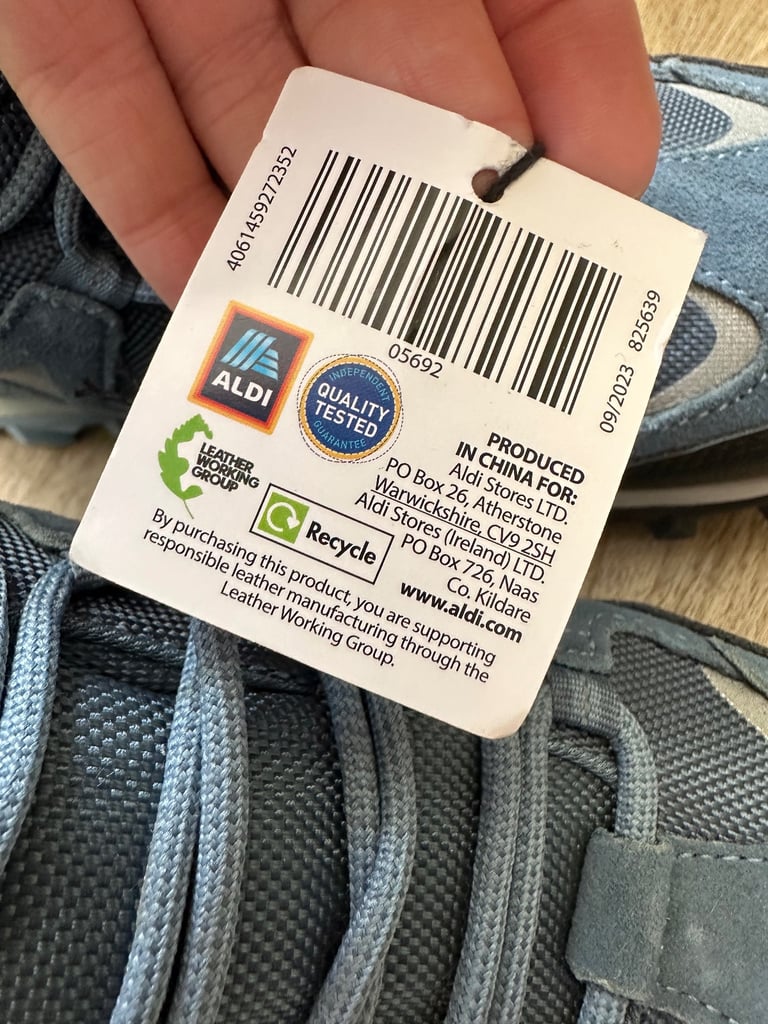 4061459272352
05692
09/2023 825639
ALDI
INDEPENDENT
QUALITY
TESTED
GUARANTEE
LEATHER
WORKING
GROUP
Recycle
PRODUCED
IN CHINA FOR:
Aldi Stores LTD.
PO Box 26, Atherstone
Warwickshire, CV9 2SH
Aldi Stores (Ireland) LTD.
PO Box 726, Naas
Co. Kildare
www.aldi.com
By purchasing this product, you are supporting
responsible leather manufacturing through the
Leather Working Group.